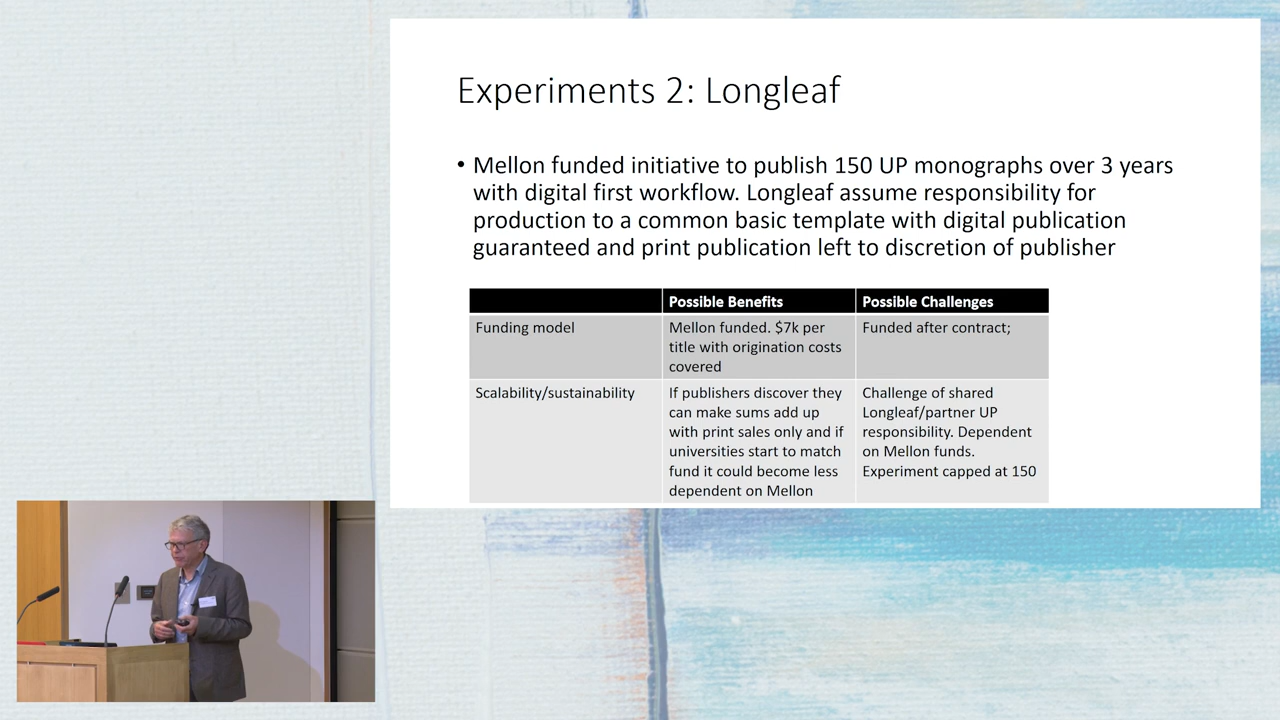 Experiments 2: Longleaf
• Mellon funded initiative to publish 150 UP monographs over 3 years
with digital first workflow. Longleaf assume responsibility for
production to a common basic template with digital publication
guaranteed and print publication left to discretion of publisher
Possible Benefits
Possible Challenges
Funding model
Mellon funded. $7k per
title with origination costs
covered
Funded after contract;
Scalability/sustainability
If publishers discover they
can make sums add up
with print sales only and if
universities start to match
fund it could become less
dependent on Mellon
Challenge of shared
Longleaf/partner UP
responsibility. Dependent
on Mellon funds.
Experiment capped at 150